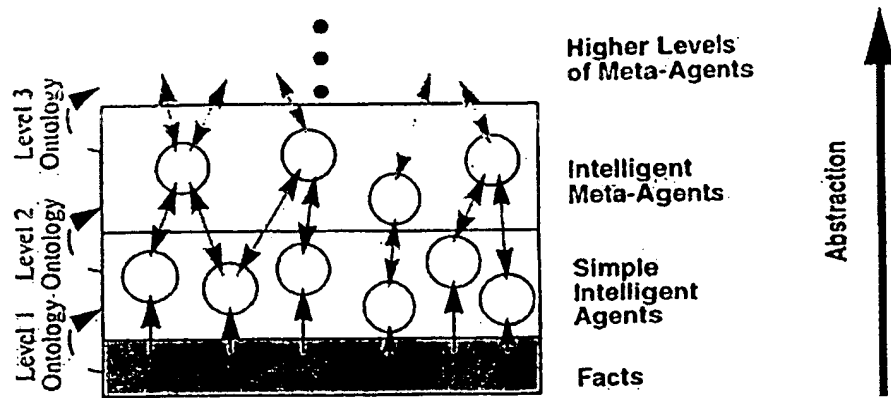 Higher Levels
of Meta-Agents
Level 3
Ontology
Intelligent
Meta-Agents
Level 2
Ontology
Simple
Intelligent
Agents
Level 1
Ontology
Facts
Abstraction